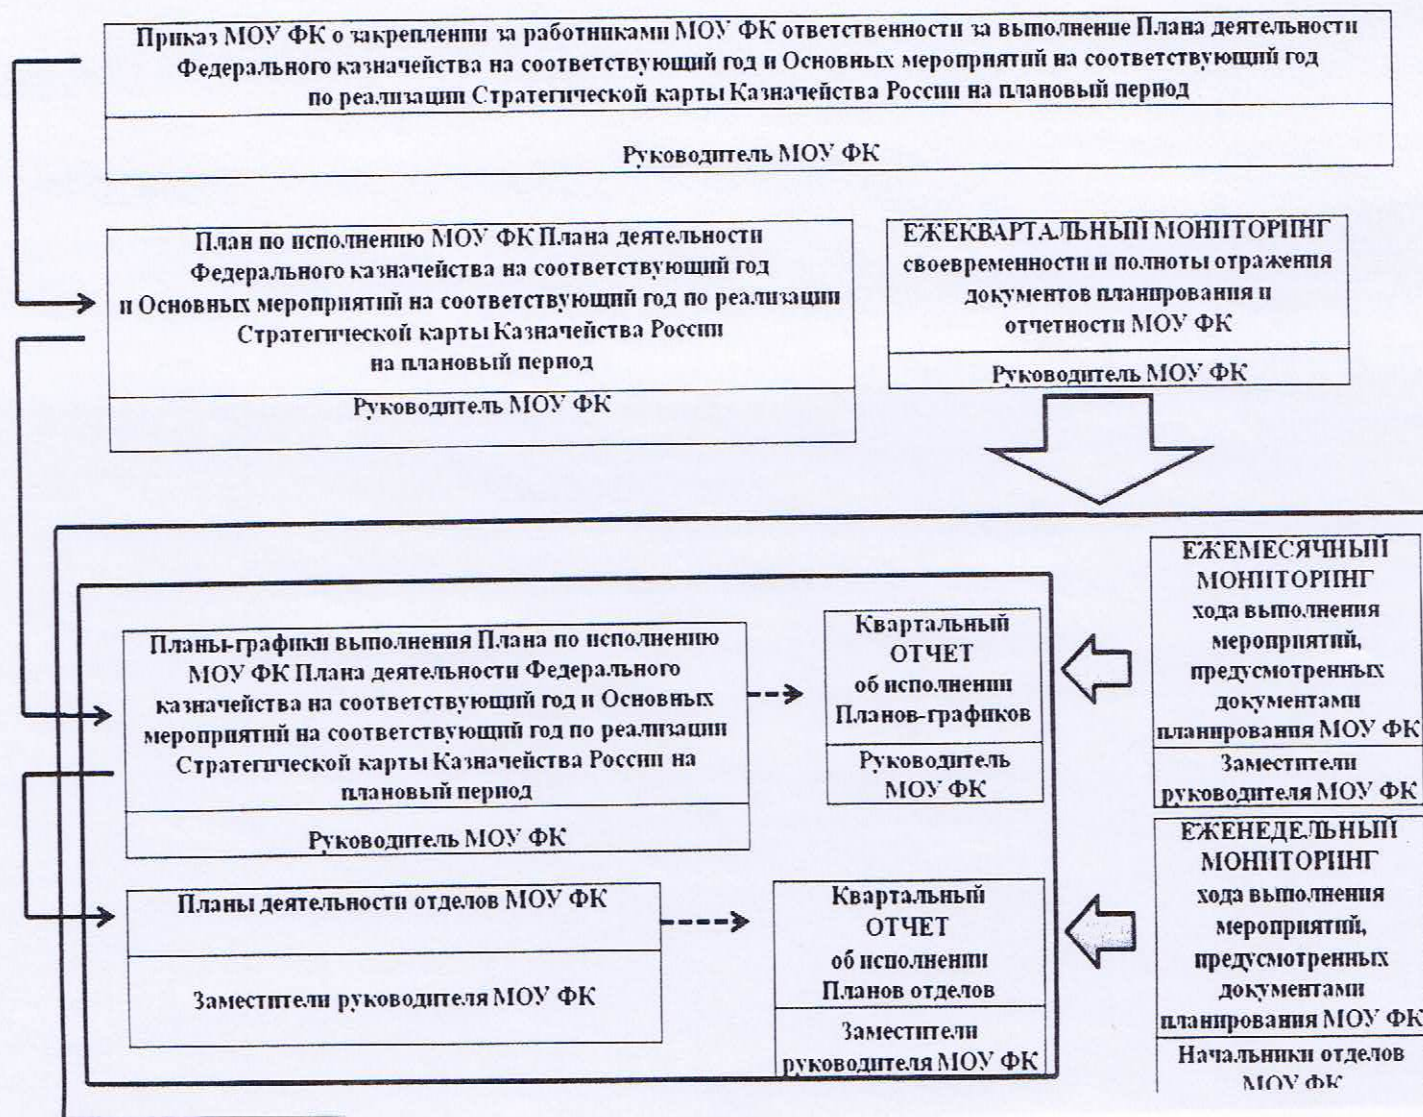 Приказ МОУ ФК о закреплении за работниками МОУ ФК ответственности за выполнение Плана деятельности
Федерального казначейства на соответствующий год и Основных мероприятий на соответствующий год
по реализации Стратегической карты Казначейства России на плановый период
Руководитель МОУ ФК
План по исполнению МОУ ФК Плана деятельности
Федерального казначейства на соответствующий год
и Основных мероприятий на соответствующий год по реализации
Стратегической карты Казначейства России
на плановый период
Руководитель МОУ ФК
ЕЖЕКВАРТАЛЬНЫЙ МОНИТОРИНГ
своевременности и полноты отражения
документов планирования и
отчетности МОУ ФК
Руководитель МОУ ФК
Планы-графики выполнения Плана по исполнению
МОУ ФК Плана деятельности Федерального
казначейства на соответствующий год и Основных
мероприятий на соответствующий год по реализации
Стратегической карты Казначейства России на
плановый период
Руководитель МОУ ФК
Квартальный
ОТЧЕТ
об исполнении
Планов-графиков
Руководитель
МОУ ФК
ЕЖЕМЕСЯЧНЫЙ
МОНИТОРИНГ
хода выполнения
мероприятий,
предусмотренных
документами
планирования МОУ ФК
Заместители
руководителя МОУ ФК
Планы деятельности отделов МОУ ФК
Заместители руководителя МОУ ФК
Квартальный
ОТЧЕТ
об исполнении
Планов отделов
Заместители
руководителя МОУ ФК
ЕЖЕНЕДЕЛЬНЫЙ
МОНИТОРИНГ
хода выполнения
мероприятий,
предусмотренных
документами
планирования МОУ ФК
Начальники отделов
МОУ ФК